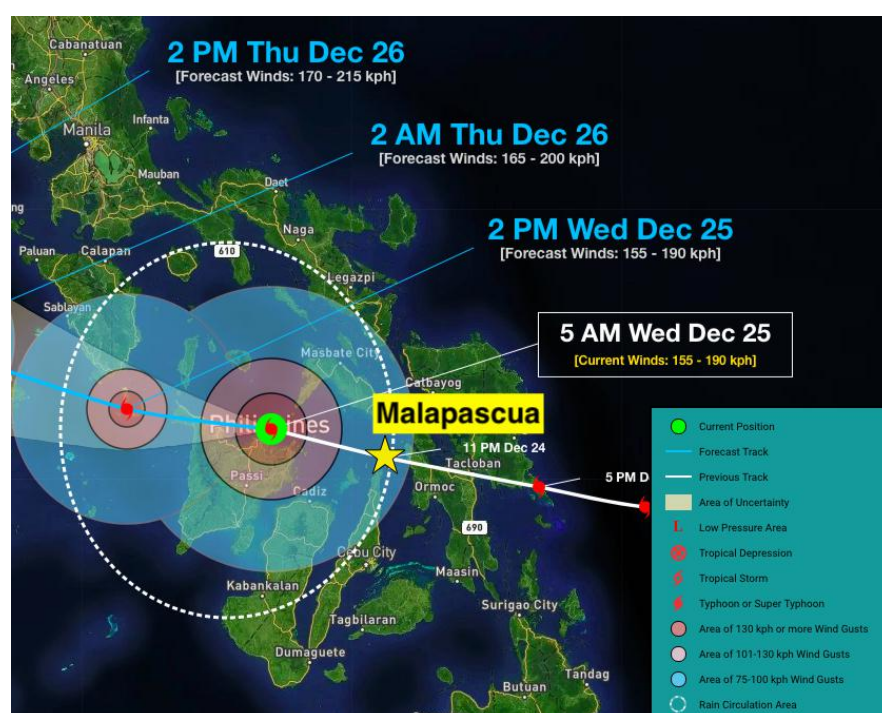 2 PM Thu Dec 26
[Forecast Winds: 170 - 215 kph]
2 AM Thu Dec 26
[Forecast Winds: 165 - 200 kph]
2 PM Wed Dec 25
[Forecast Winds: 155 - 190 kph]
5 AM Wed Dec 25
[Current Winds: 155 - 190 kph]
Malapascua
11 PM Dec 24
5 PM D
Cabanatuan
Angeles
Manila
Infanta
Mauban
Daet
ng
Naga
Paluan
Calapan
610
Legazpi
Sablayan
Masbate City
Calbayog
Philippines
Tacloban
Passi
Cadiz
Ormoc
690
Cebu City
Maasin
Kabankalan
Surigao City
Tagbilaran
Dumaguete
Tandag
Butuan
Current Position
Forecast Track
Previous Track
Area of Uncertainty
L
Low Pressure Area
Tropical Depression
Tropical Storm
Typhoon or Super Typhoon
Area of 130 kph or more Wind Gusts
Area of 101-130 kph Wind Gusts
Area of 75-100 kph Wind Gusts
Rain Circulation Area